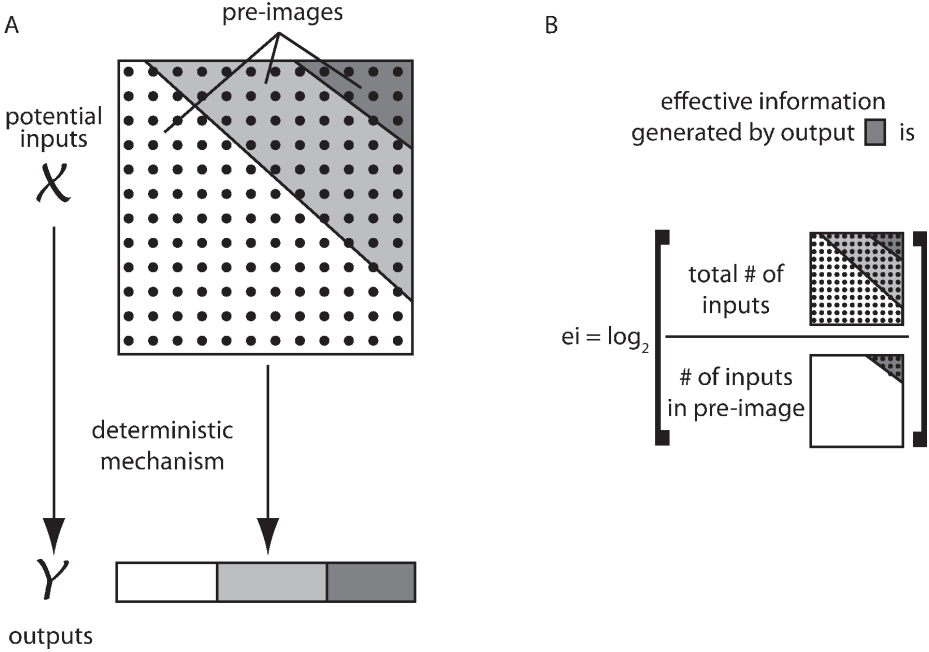 A
pre-images
potential
inputs
X
deterministic
mechanism
Y
outputs
B
effective information
generated by output is
ei = log2
total # of
inputs
# of inputs
in pre-image